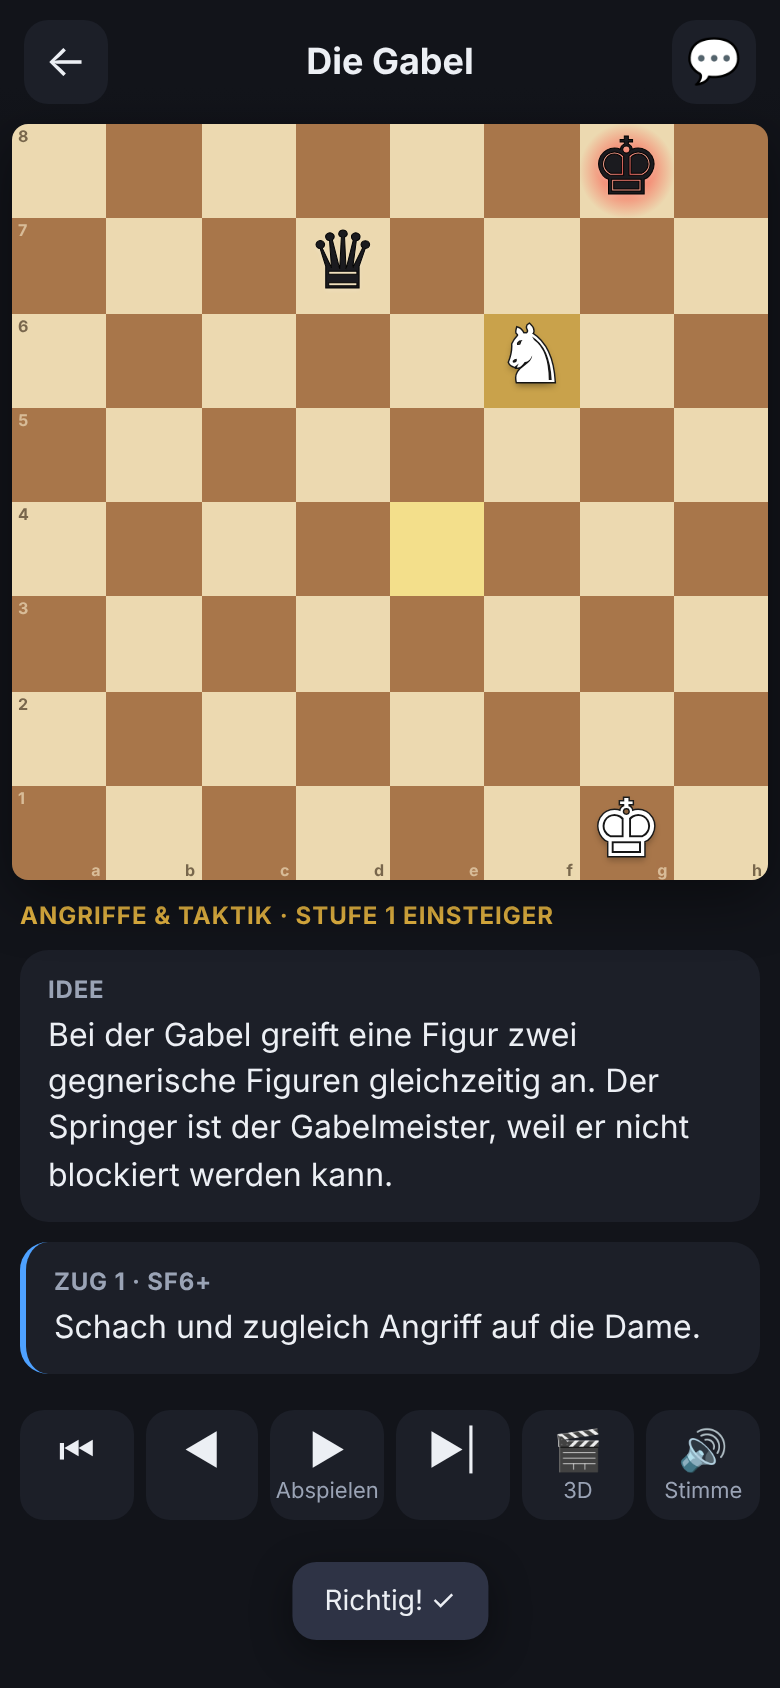 Die Gabel
8
7
6
5
4
3
2
1
a b c d e f g h
ANGRIFFE & TAKTIK · STUFE 1 EINSTEIGER
IDEE
Bei der Gabel greift eine Figur zwei
gegnerische Figuren gleichzeitig an. Der
Springer ist der Gabelmeister, weil er nicht
blockiert werden kann.
ZUG 1 · SF6+
Schach und zugleich Angriff auf die Dame.
Abspielen
3D
Stimme
Richtig! ✓